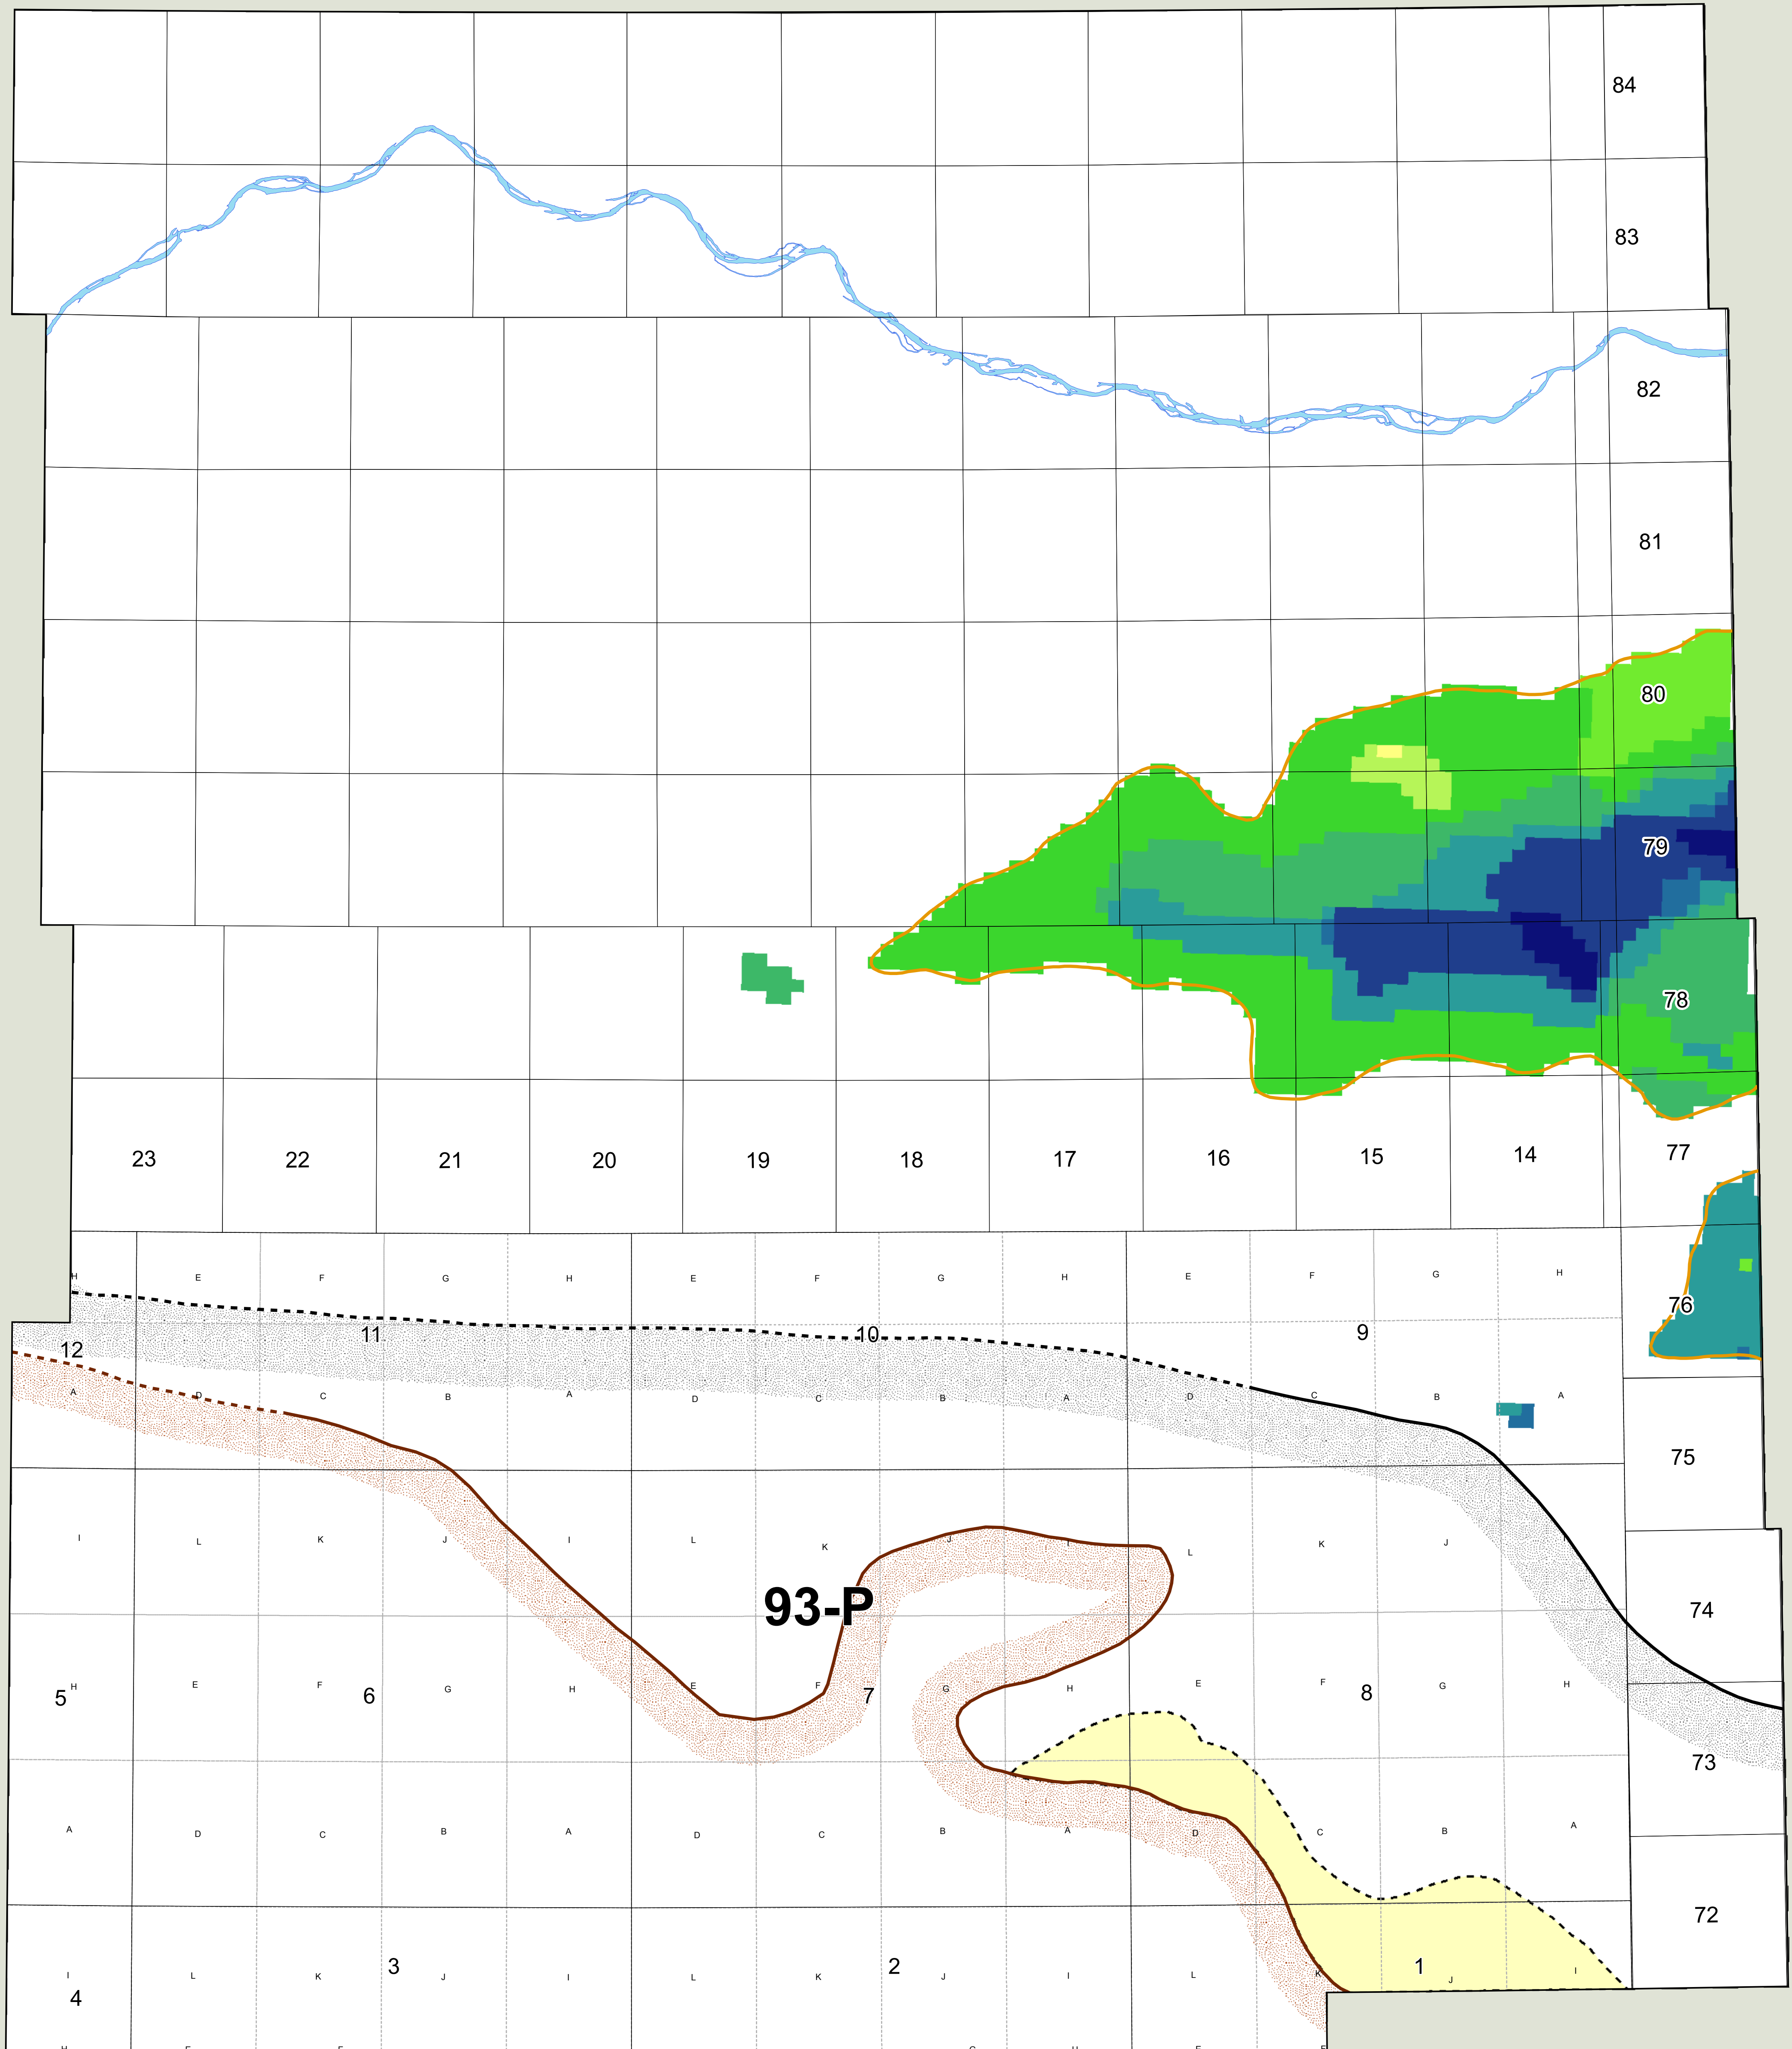 84
83
82
81
80
79
78
23 22 21 20 19 18 17 16 15 14 77
H E F G H E F G H E F G H
76
12 11 10 9
A D C B A D C B A D C B A
75
I L K J I L K J I L K J
93-P
74
5 H E 6 F G H E F 7 G H E F 8 G H
73
A D C B A D C B A D C B A
72
I L K 3 J I L K 2 J I L K 1 J I
4